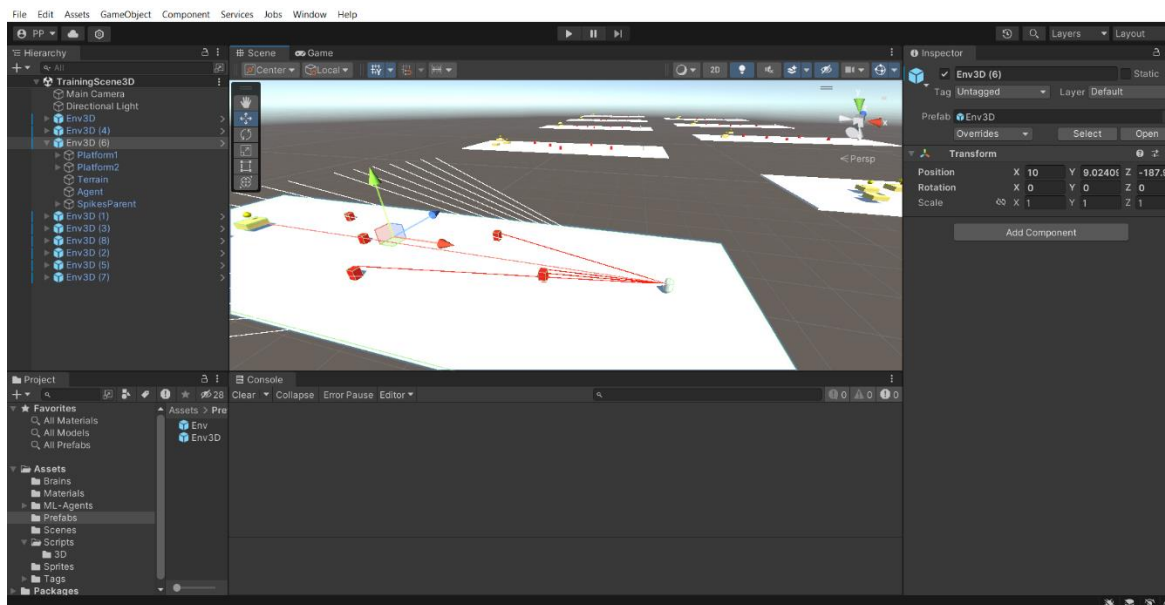 File Edit Assets GameObject Component Services Jobs Window Help
PP Layers Layout
Hierarchy
All
TrainingScene3D
Main Camera
Directional Light
Env3D
Env3D (4)
Env3D (6)
Platform1
Platform2
Terrain
Agent
SpikesParent
Env3D (1)
Env3D (3)
Env3D (8)
Env3D (2)
Env3D (5)
Env3D (7)
Scene Game
Center Local 2D
Persp
Inspector
Env3D (6) Static
Tag Untagged Layer Default
Prefab Env3D
Overrides Select Open
Transform
Position X 10 Y 9.02409 Z -187.9
Rotation X 0 Y 0 Z 0
Scale X 1 Y 1 Z 1
Add Component
Project
28
Favorites
All Materials
All Models
All Prefabs
Assets
Brains
Materials
ML-Agents
Prefabs
Scenes
Scripts
3D
Sprites
Tags
Packages
Assets > Pre
Env
Env3D
Console
Clear Collapse Error Pause Editor 0 0 0